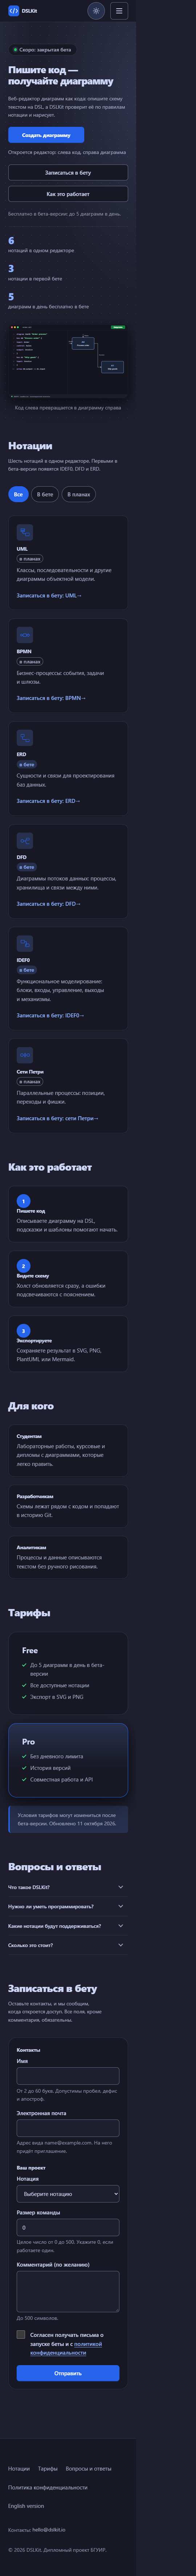 DSLKit
Скоро: закрытая бета
Пишите код —
получайте диаграмму
Веб-редактор диаграмм как кода: опишите схему
текстом на DSL, а DSLKit проверит её по правилам
нотации и нарисует.
Создать диаграмму
Откроется редактор: слева код, справа диаграмма
Записаться в бету
Как это работает
Бесплатно в бета-версии: до 5 диаграмм в день.
6
нотаций в одном редакторе
3
нотации в первой бете
5
диаграмм в день бесплатно в бете
Код слева превращается в диаграмму справа
Нотации
Шесть нотаций в одном редакторе. Первыми в
бета-версии появятся IDEF0, DFD и ERD.
Все
В бете
В планах
UML
в планах
Классы, последовательности и другие
диаграммы объектной модели.
Записаться в бету: UML→
BPMN
в планах
Бизнес-процессы: события, задачи
и шлюзы.
Записаться в бету: BPMN→
ERD
в бете
Сущности и связи для проектирования
баз данных.
Записаться в бету: ERD→
DFD
в бете
Диаграммы потоков данных: процессы,
хранилища и связи между ними.
Записаться в бету: DFD→
IDEF0
в бете
Функциональное моделирование:
блоки, входы, управление, выходы
и механизмы.
Записаться в бету: IDEF0→
Сети Петри
в планах
Параллельные процессы: позиции,
переходы и фишки.
Записаться в бету: сети Петри→
Как это работает
1
Пишете код
Описываете диаграмму на DSL,
подсказки и шаблоны помогают начать.
2
Видите схему
Холст обновляется сразу, а ошибки
подсвечиваются с пояснением.
3
Экспортируете
Сохраняете результат в SVG, PNG,
PlantUML или Mermaid.
Для кого
Студентам
Лабораторные работы, курсовые и
дипломы с диаграммами, которые
легко править.
Разработчикам
Схемы лежат рядом с кодом и попадают
в историю Git.
Аналитикам
Процессы и данные описываются
текстом без ручного рисования.
Тарифы
Free
До 5 диаграмм в день в бета-
версии
Все доступные нотации
Экспорт в SVG и PNG
Pro
Без дневного лимита
История версий
Совместная работа и API
Условия тарифов могут измениться после
бета-версии. Обновлено 11 октября 2026.
Вопросы и ответы
Что такое DSLKit?
Нужно ли уметь программировать?
Какие нотации будут поддерживаться?
Сколько это стоит?
Записаться в бету
Оставьте контакты, и мы сообщим,
когда откроется доступ. Все поля, кроме
комментария, обязательны.
Контакты
Имя
От 2 до 60 букв. Допустимы пробел, дефис
и апостроф.
Электронная почта
Адрес вида name@example.com. На него
придёт приглашение.
Ваш проект
Нотация
Выберите нотацию
Размер команды
Целое число от 0 до 500. Укажите 0, если
работаете один.
Комментарий (по желанию)
До 500 символов.
Согласен получать письма о
запуске беты и с политикой
конфиденциальности
Отправить
Нотации
Тарифы
Вопросы и ответы
Политика конфиденциальности
English version
Контакты: hello@dslkit.io
© 2026 DSLKit. Дипломный проект БГУИР.